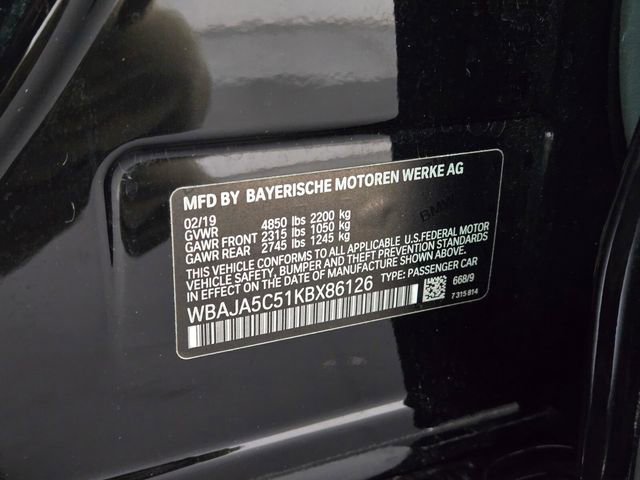 MFD BY BAYERISCHE MOTOREN WERKE AG
02/19
GVWR 4850 lbs 2200 kg
GAWR FRONT 2315 lbs 1050 kg
GAWR REAR 2745 lbs 1245 kg
THIS VEHICLE CONFORMS TO ALL APPLICABLE U.S.FEDERAL MOTOR
VEHICLE SAFETY, BUMPER AND THEFT PREVENTION STANDARDS
IN EFFECT ON THE DATE OF MANUFACTURE SHOWN ABOVE.
WBAJA5C51KBX86126 TYPE: PASSENGER CAR
668/9
7 315 814
BMW